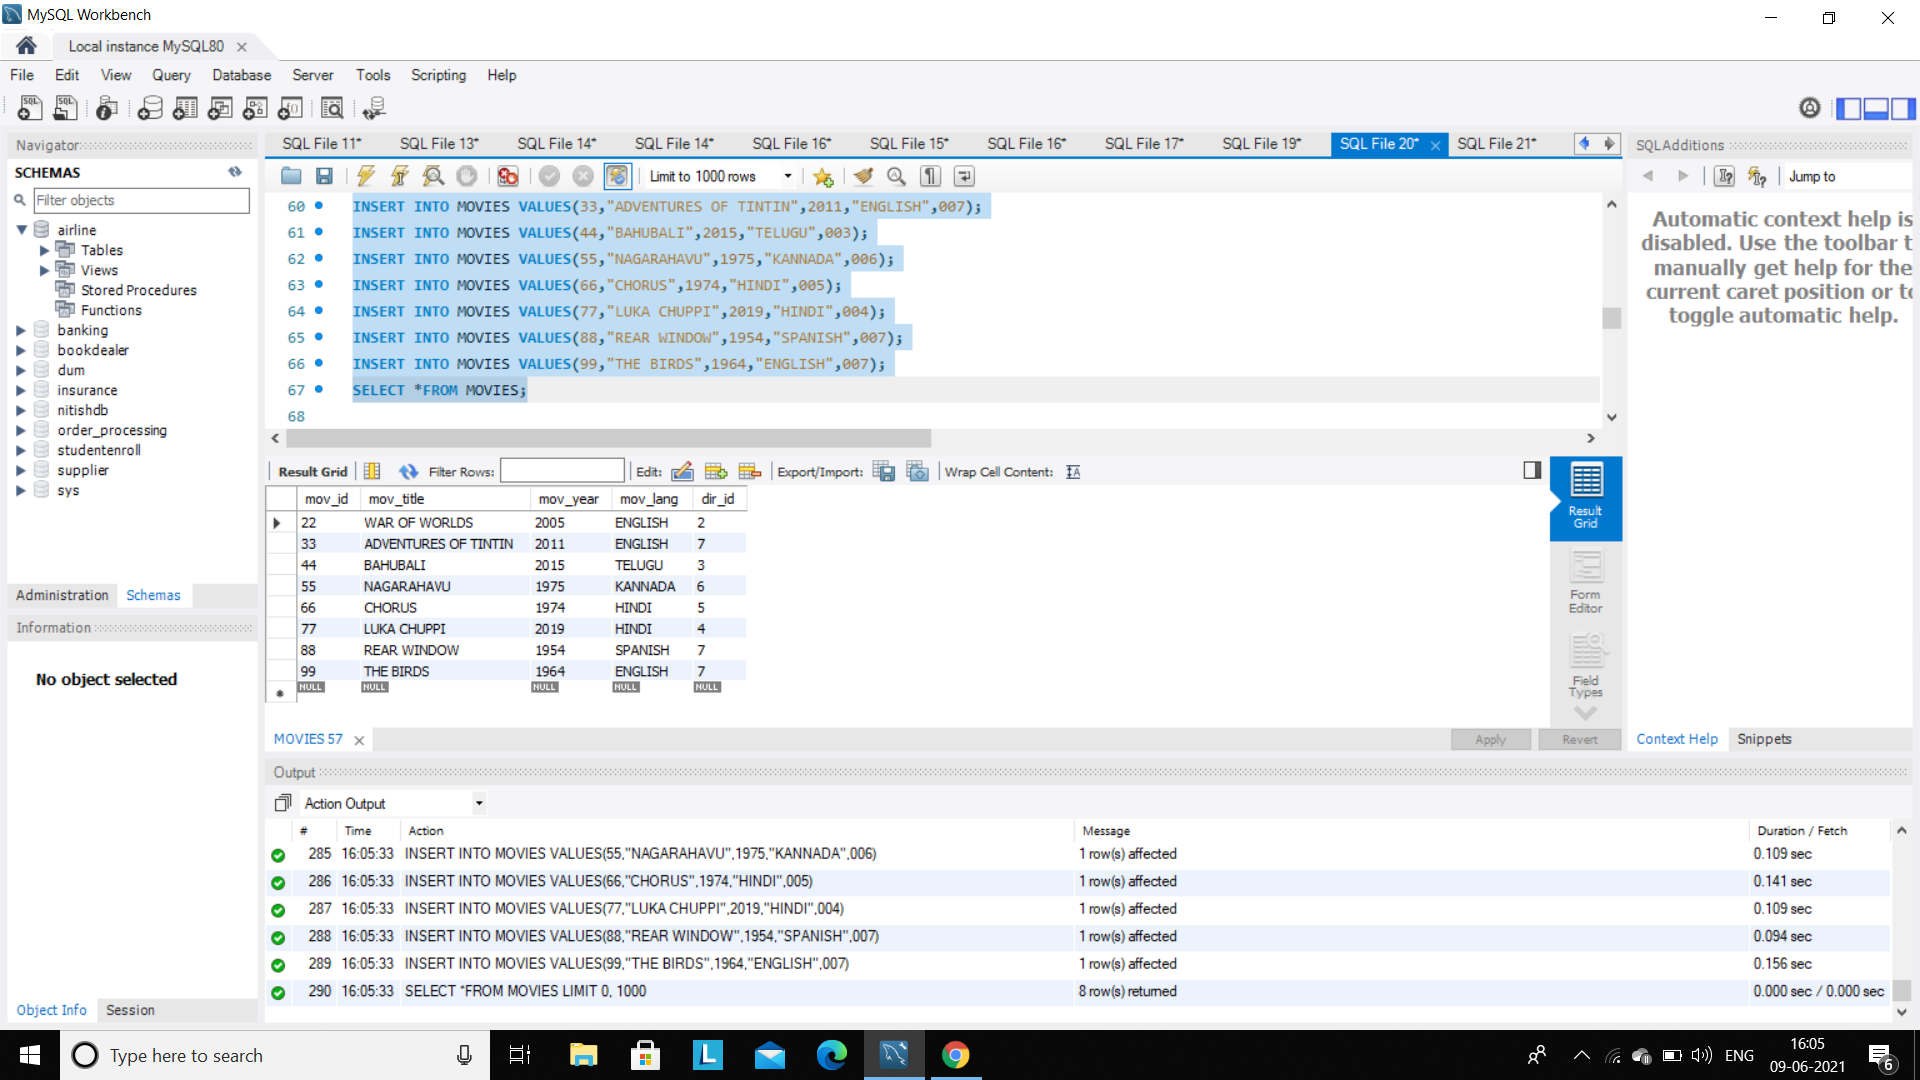 MySQL Workbench
Local instance MySQL80
File Edit View Query Database Server Tools Scripting Help
Navigator
SCHEMAS
Filter objects
airline
Tables
Views
Stored Procedures
Functions
banking
bookdealer
dum
insurance
nitishdb
order_processing
studentenroll
supplier
sys
Administration Schemas
Information
No object selected
Object Info Session
SQL File 11* SQL File 13* SQL File 14* SQL File 14* SQL File 16* SQL File 15* SQL File 16* SQL File 17* SQL File 19* SQL File 20* SQL File 21*
Limit to 1000 rows
60 INSERT INTO MOVIES VALUES(33,"ADVENTURES OF TINTIN",2011,"ENGLISH",007);
61 INSERT INTO MOVIES VALUES(44,"BAHUBALI",2015,"TELUGU",003);
62 INSERT INTO MOVIES VALUES(55,"NAGARAHAVU",1975,"KANNADA",006);
63 INSERT INTO MOVIES VALUES(66,"CHORUS",1974,"HINDI",005);
64 INSERT INTO MOVIES VALUES(77,"LUKA CHUPPI",2019,"HINDI",004);
65 INSERT INTO MOVIES VALUES(88,"REAR WINDOW",1954,"SPANISH",007);
66 INSERT INTO MOVIES VALUES(99,"THE BIRDS",1964,"ENGLISH",007);
67 SELECT *FROM MOVIES;
68
Result Grid Filter Rows: Edit: Export/Import: Wrap Cell Content:
mov_id mov_title mov_year mov_lang dir_id
22 WAR OF WORLDS 2005 ENGLISH 2
33 ADVENTURES OF TINTIN 2011 ENGLISH 7
44 BAHUBALI 2015 TELUGU 3
55 NAGARAHAVU 1975 KANNADA 6
66 CHORUS 1974 HINDI 5
77 LUKA CHUPPI 2019 HINDI 4
88 REAR WINDOW 1954 SPANISH 7
99 THE BIRDS 1964 ENGLISH 7
NULL NULL NULL NULL NULL
Result
Grid
Form
Editor
Field
Types
MOVIES 57
Apply Revert
SQLAdditions
Jump to
Automatic context help is
disabled. Use the toolbar t
manually get help for the
current caret position or to
toggle automatic help.
Context Help Snippets
Output
Action Output
# Time Action Message Duration / Fetch
285 16:05:33 INSERT INTO MOVIES VALUES(55,"NAGARAHAVU",1975,"KANNADA",006) 1 row(s) affected 0.109 sec
286 16:05:33 INSERT INTO MOVIES VALUES(66,"CHORUS",1974,"HINDI",005) 1 row(s) affected 0.141 sec
287 16:05:33 INSERT INTO MOVIES VALUES(77,"LUKA CHUPPI",2019,"HINDI",004) 1 row(s) affected 0.109 sec
288 16:05:33 INSERT INTO MOVIES VALUES(88,"REAR WINDOW",1954,"SPANISH",007) 1 row(s) affected 0.094 sec
289 16:05:33 INSERT INTO MOVIES VALUES(99,"THE BIRDS",1964,"ENGLISH",007) 1 row(s) affected 0.156 sec
290 16:05:33 SELECT *FROM MOVIES LIMIT 0, 1000 8 row(s) returned 0.000 sec / 0.000 sec
Type here to search
L
ENG
16:05
09-06-2021
6